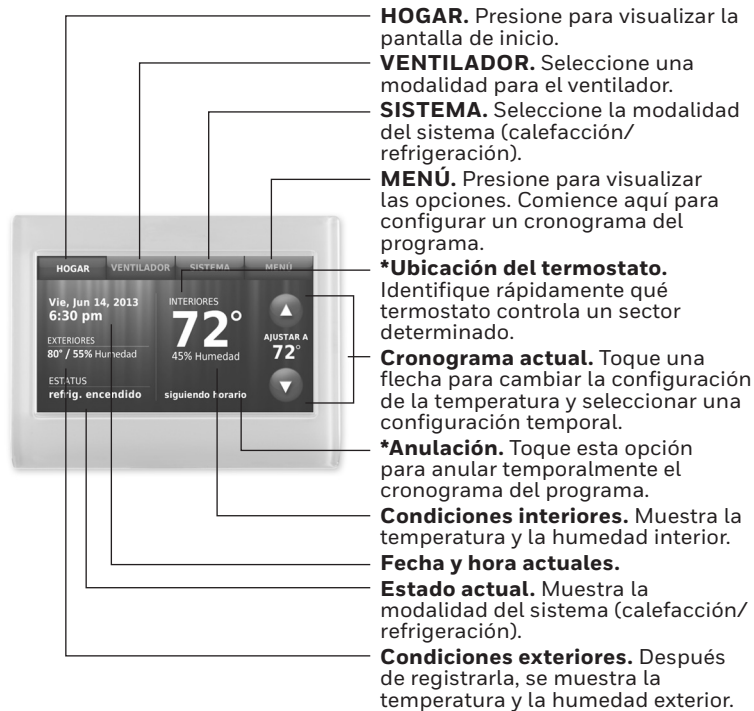 HOGAR. Presione para visualizar la
pantalla de inicio.
VENTILADOR. Seleccione una
modalidad para el ventilador.
SISTEMA. Seleccione la modalidad
del sistema (calefacción/
refrigeración).
MENÚ. Presione para visualizar
las opciones. Comience aquí para
configurar un cronograma del
programa.
*Ubicación del termostato.
Identifique rápidamente qué
termostato controla un sector
determinado.
Cronograma actual. Toque una
flecha para cambiar la configuración
de la temperatura y seleccionar una
configuración temporal.
*Anulación. Toque esta opción
para anular temporalmente el
cronograma del programa.
Condiciones interiores. Muestra la
temperatura y la humedad interior.
Fecha y hora actuales.
Estado actual. Muestra la
modalidad del sistema (calefacción/
refrigeración).
Condiciones exteriores. Después
de registrarla, se muestra la
temperatura y la humedad exterior.
HOGAR VENTILADOR SISTEMA MENÚ
Vie, Jun 14, 2013
6:30 pm
EXTERIORES
80° / 55% Humedad
ESTATUS
refrig. encendido
INTERIORES
72°
45% Humedad
siguiendo horario
AJUSTAR A
72°